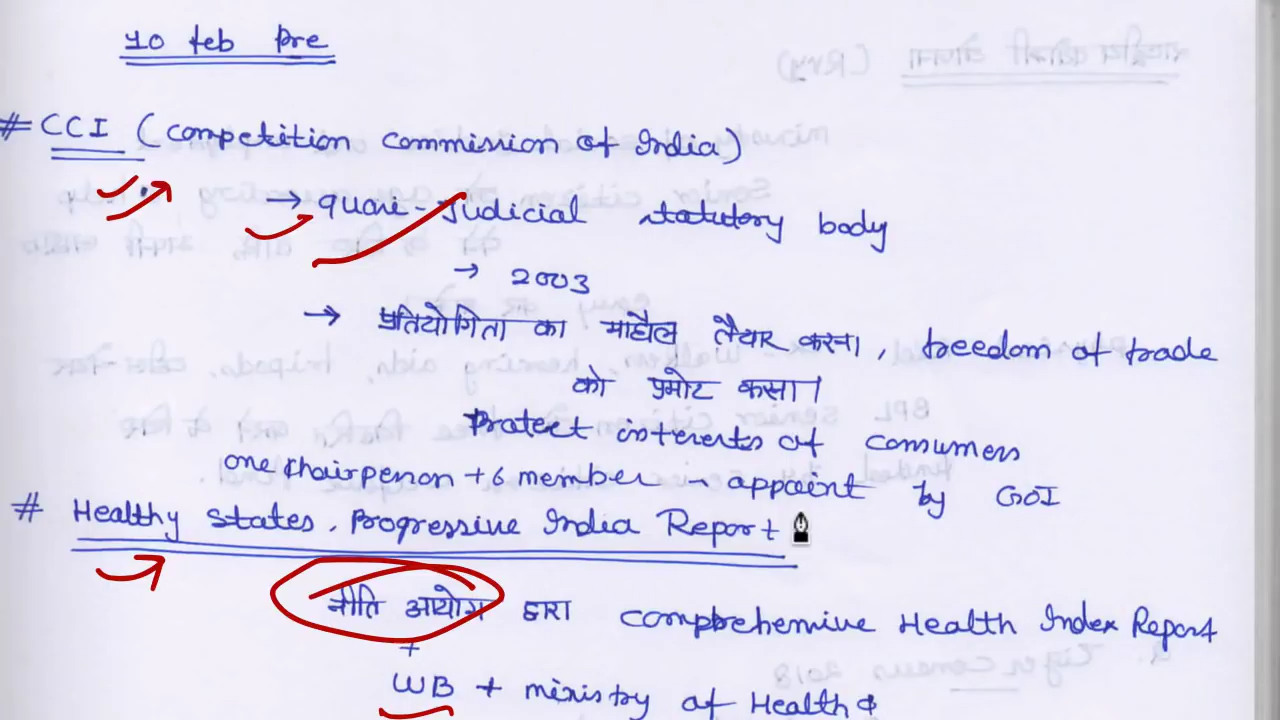 10 feb Pre
# CCI (competition commission of India)
→ quasi-Judicial statutory body
→ 2003
→ प्रतियोगिता का माहौल तैयार करना, freedom of trade
को प्रमोट करना।
Protect interests of consumers
one chairperson + 6 member appoint by GOI
# Healthy States, Progressive India Report
नीति आयोग द्वारा comprehensive Health Index Report
+
WB + ministry of Health &